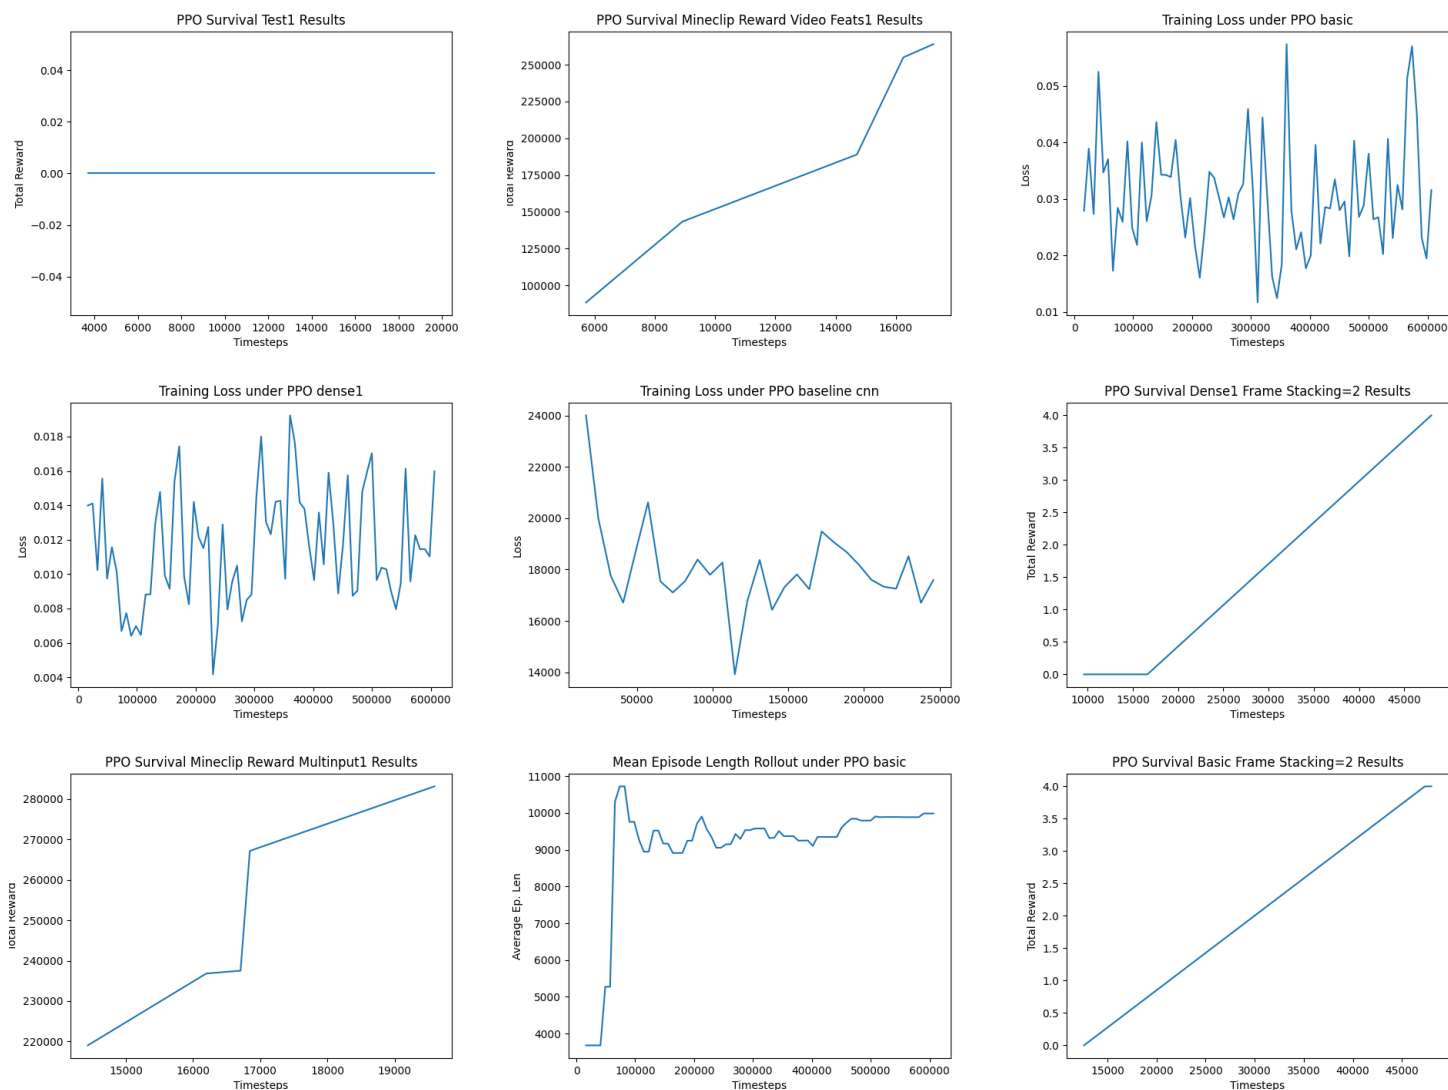 PPO Survival Test1 Results
0.04
0.02
0.00
−0.02
−0.04
Total Reward
4000 6000 8000 10000 12000 14000 16000 18000 20000
Timesteps
PPO Survival Mineclip Reward Video Feats1 Results
250000
225000
200000
175000
150000
125000
100000
Total Reward
6000 8000 10000 12000 14000 16000
Timesteps
Training Loss under PPO basic
0.05
0.04
0.03
0.02
0.01
Loss
0 100000 200000 300000 400000 500000 600000
Timesteps
Training Loss under PPO dense1
0.018
0.016
0.014
0.012
0.010
0.008
0.006
0.004
Loss
0 100000 200000 300000 400000 500000 600000
Timesteps
Training Loss under PPO baseline cnn
24000
22000
20000
18000
16000
14000
Loss
50000 100000 150000 200000 250000
Timesteps
PPO Survival Dense1 Frame Stacking=2 Results
4.0
3.5
3.0
2.5
2.0
1.5
1.0
0.5
0.0
Total Reward
10000 15000 20000 25000 30000 35000 40000 45000
Timesteps
PPO Survival Mineclip Reward Multinput1 Results
280000
270000
260000
250000
240000
230000
220000
Total Reward
15000 16000 17000 18000 19000
Timesteps
Mean Episode Length Rollout under PPO basic
11000
10000
9000
8000
7000
6000
5000
4000
Average Ep. Len
0 100000 200000 300000 400000 500000 600000
Timesteps
PPO Survival Basic Frame Stacking=2 Results
4.0
3.5
3.0
2.5
2.0
1.5
1.0
0.5
0.0
Total Reward
15000 20000 25000 30000 35000 40000 45000
Timesteps